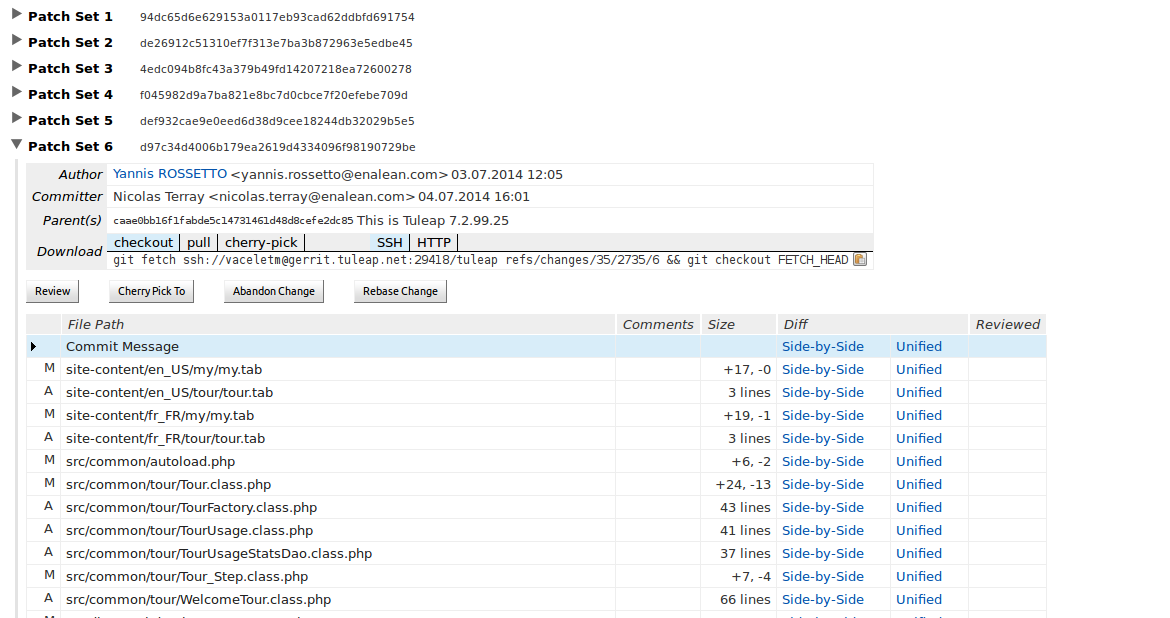 Patch Set 1 94dc65d6e629153a0117eb93cad62ddbfd691754
Patch Set 2 de26912c51310ef7f313e7ba3b872963e5edbe45
Patch Set 3 4edc094b8fc43a379b49fd14207218ea72600278
Patch Set 4 f045982d9a7ba821e8bc7d0cbce7f20efebe709d
Patch Set 5 def932cae9e0eed6d38d9cee18244db32029b5e5
Patch Set 6 d97c34d4006b179ea2619d4334096f98190729be
Author Yannis ROSSETTO <yannis.rossetto@enalean.com> 03.07.2014 12:05
Committer Nicolas Terray <nicolas.terray@enalean.com> 04.07.2014 16:01
Parent(s) caae0bb16f1fabde5c14731461d48d8cefe2dc85 This is Tuleap 7.2.99.25
Download checkout pull cherry-pick SSH HTTP
git fetch ssh://vaceletm@gerrit.tuleap.net:29418/tuleap refs/changes/35/2735/6 && git checkout FETCH_HEAD
Review Cherry Pick To Abandon Change Rebase Change
File Path Comments Size Diff Reviewed
Commit Message Side-by-Side Unified
M site-content/en_US/my/my.tab +17, -0 Side-by-Side Unified
A site-content/en_US/tour/tour.tab 3 lines Side-by-Side Unified
M site-content/fr_FR/my/my.tab +19, -1 Side-by-Side Unified
A site-content/fr_FR/tour/tour.tab 3 lines Side-by-Side Unified
M src/common/autoload.php +6, -2 Side-by-Side Unified
M src/common/tour/Tour.class.php +24, -13 Side-by-Side Unified
A src/common/tour/TourFactory.class.php 43 lines Side-by-Side Unified
A src/common/tour/TourUsage.class.php 41 lines Side-by-Side Unified
A src/common/tour/TourUsageStatsDao.class.php 37 lines Side-by-Side Unified
M src/common/tour/Tour_Step.class.php +7, -4 Side-by-Side Unified
A src/common/tour/WelcomeTour.class.php 66 lines Side-by-Side Unified